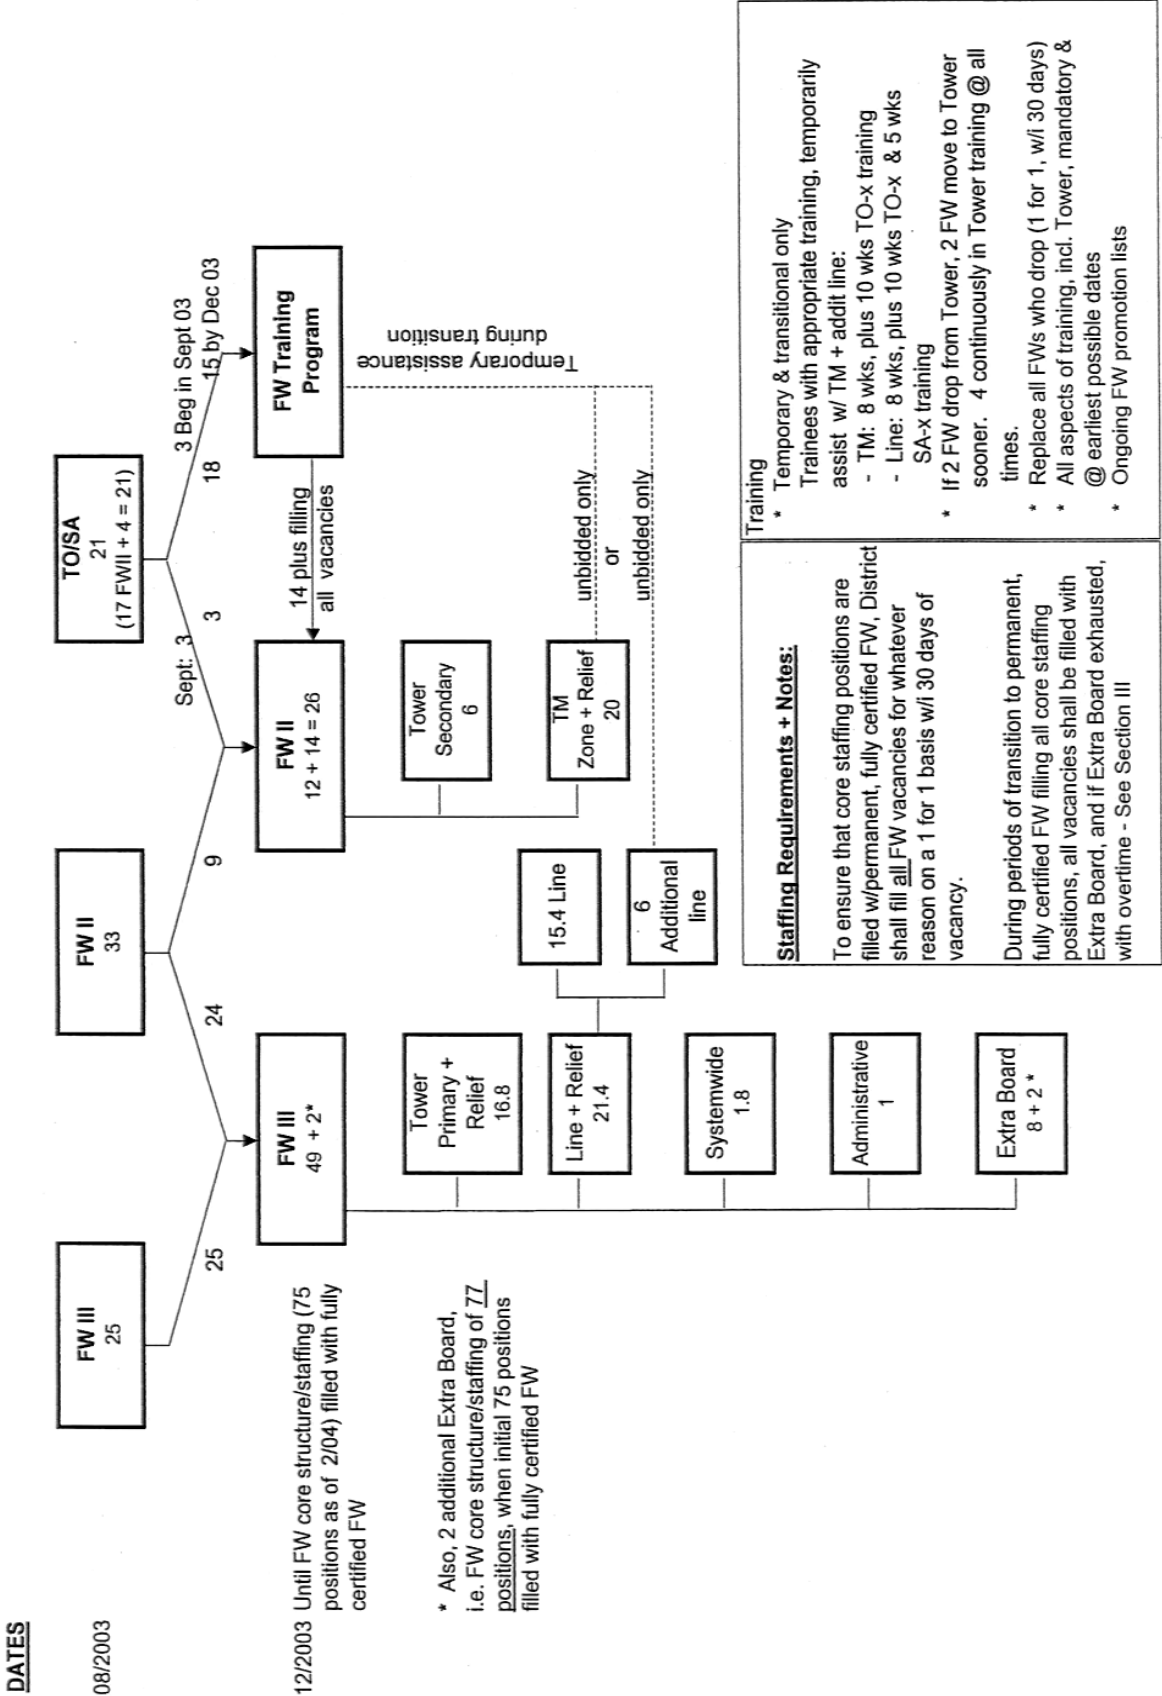 DATES
08/2003
FW III
25
FW II
33
TO/SA
21
(17 FWII + 4 = 21)
25
24
9
Sept: 3
3
18
3 Beg in Sept 03
15 by Dec 03
12/2003 Until FW core structure/staffing (75
positions as of 2/04) filled with fully
certified FW
FW III
49 + 2*
FW II
12 + 14 = 26
14 plus filling
all vacancies
FW Training
Program
Temporary assistance
during transition
* Also, 2 additional Extra Board,
i.e. FW core structure/staffing of 77
positions, when initial 75 positions
filled with fully certified FW
Tower
Primary +
Relief
16.8
Line + Relief
21.4
Systemwide
1.8
Administrative
1
Extra Board
8 + 2 *
15.4 Line
6
Additional
line
Tower
Secondary
6
TM
Zone + Relief
20
unbidded only
or
unbidded only
Staffing Requirements + Notes:
To ensure that core staffing positions are
filled w/permanent, fully certified FW, District
shall fill all FW vacancies for whatever
reason on a 1 for 1 basis w/i 30 days of
vacancy.
During periods of transition to permanent,
fully certified FW filling all core staffing
positions, all vacancies shall be filled with
Extra Board, and if Extra Board exhausted,
with overtime - See Section III
Training
* Temporary & transitional only
Trainees with appropriate training, temporarily
assist w/ TM + addit line:
- TM: 8 wks, plus 10 wks TO-x training
- Line: 8 wks, plus 10 wks TO-x & 5 wks
SA-x training
* If 2 FW drop from Tower, 2 FW move to Tower
sooner. 4 continuously in Tower training @ all
times.
* Replace all FWs who drop (1 for 1, w/i 30 days)
* All aspects of training, incl. Tower, mandatory &
@ earliest possible dates
* Ongoing FW promotion lists